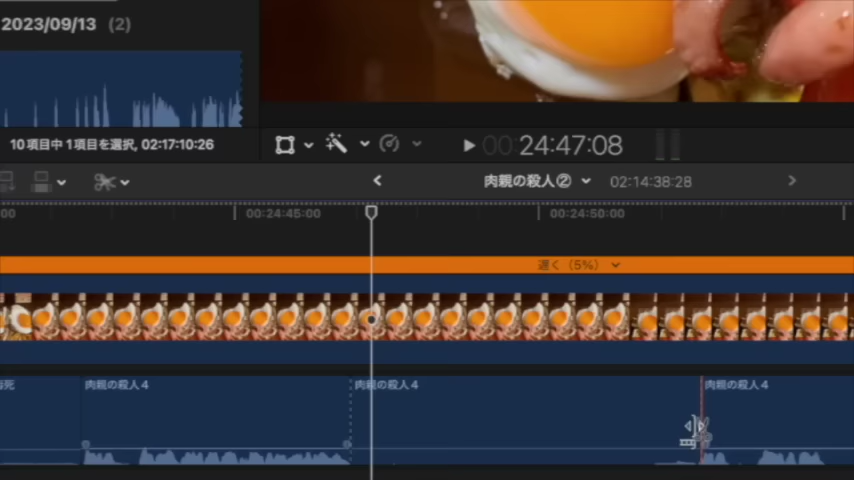 2023/09/13 (2)
10項目中1項目を選択, 02:17:10:26
00:24:47:08
肉親の殺人② 02:14:38:28
00
00:24:45:00
00:24:50:00
遅く (5%)
死
肉親の殺人4
肉親の殺人4
肉親の殺人4